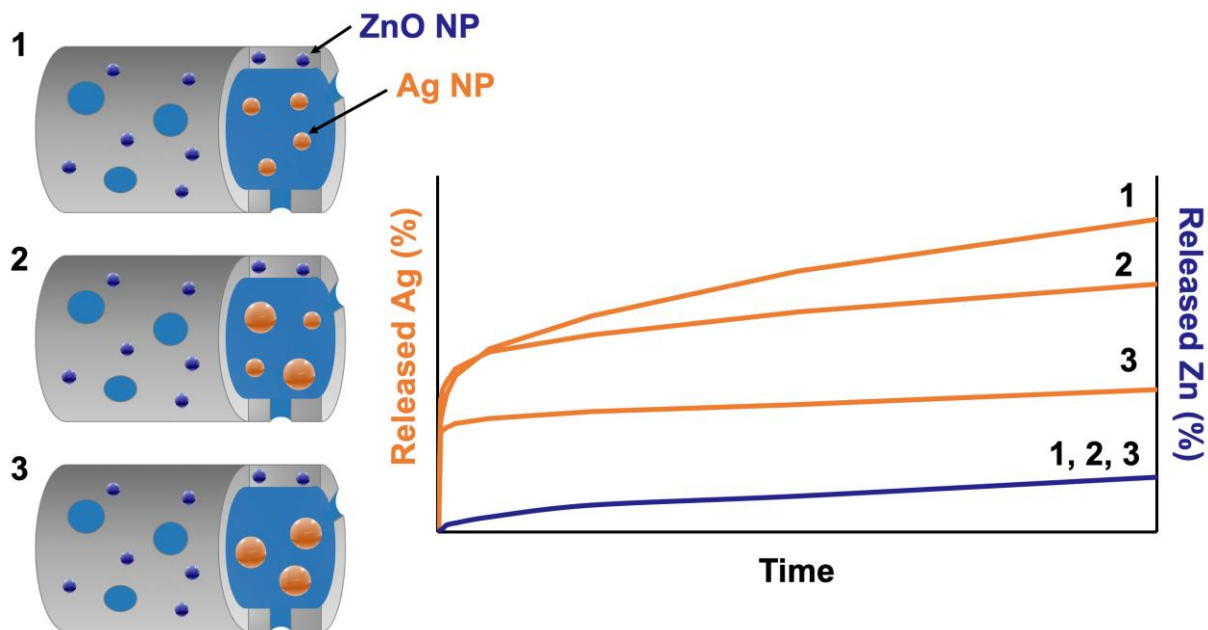 1
ZnO NP
Ag NP
2
3
Released Ag (%)
1
2
3
1, 2, 3
Released Zn (%)
Time